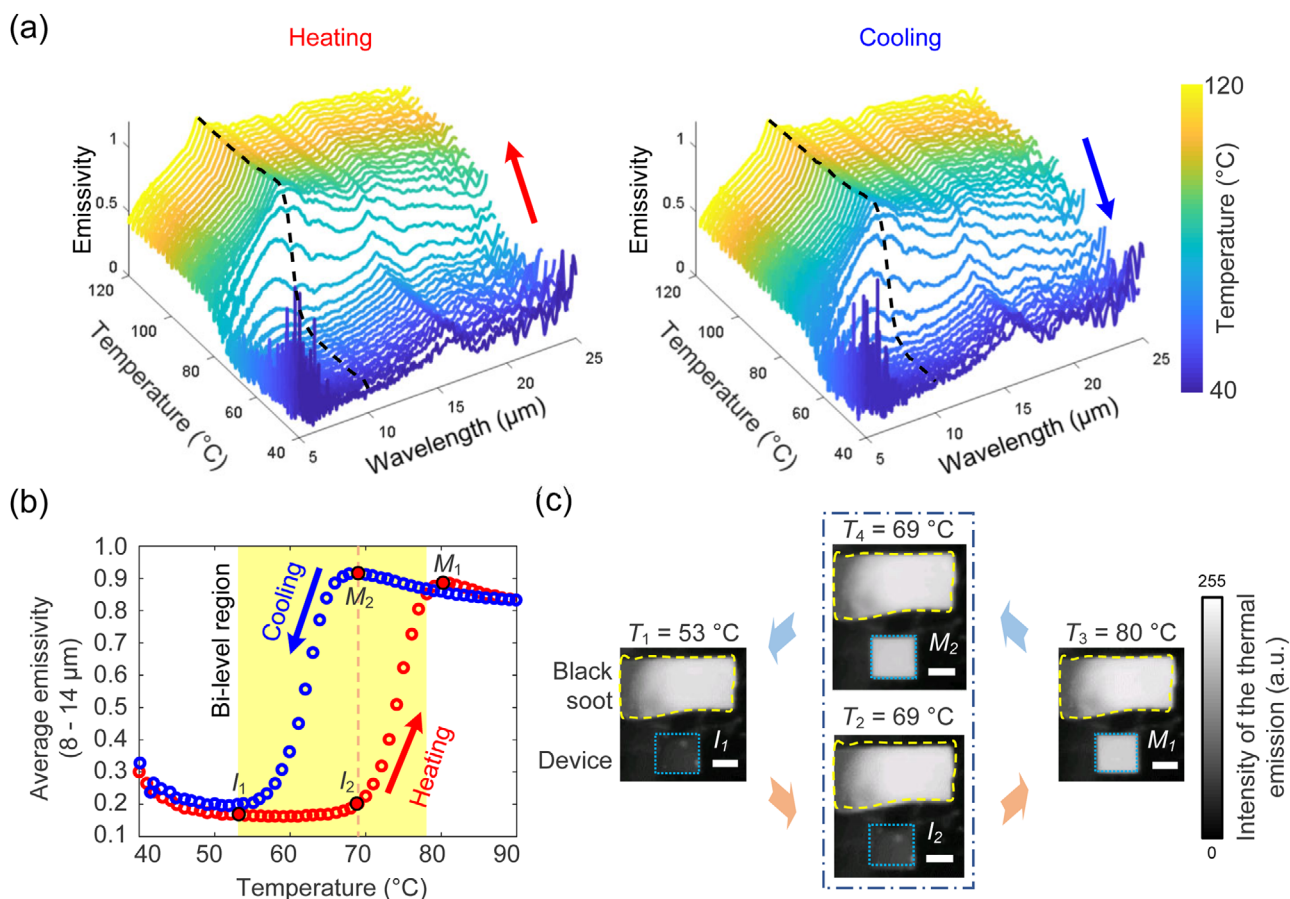 (a)
Heating
Cooling
Emissivity
1
0.5
0
120
100
80
60
40
Temperature (°C)
5
10
15
20
25
Wavelength (μm)
Emissivity
1
0.5
0
120
100
80
60
40
Temperature (°C)
5
10
15
20
25
Wavelength (μm)
120
Temperature (°C)
40
(b)
Average emissivity
(8 - 14 μm)
1.0
0.9
0.8
0.7
0.6
0.5
0.4
0.3
0.2
0.1
Bi-level region
Cooling
Heating
M1
M2
I1
I2
40
50
60
70
80
90
Temperature (°C)
(c)
T4 = 69 °C
M2
T1 = 53 °C
Black
soot
Device
I1
T2 = 69 °C
I2
T3 = 80 °C
M1
255
0
Intensity of the thermal
emission (a.u.)